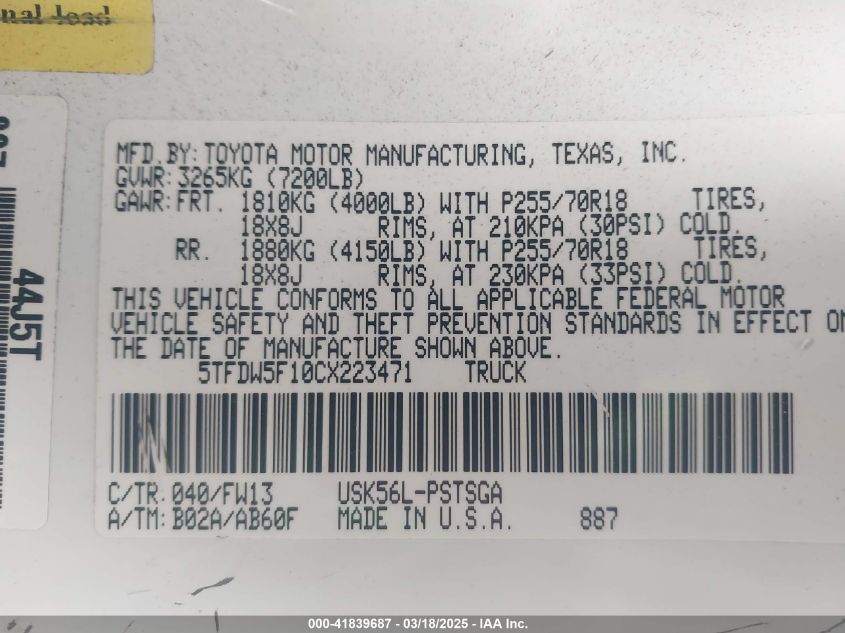 nal load
MFD.BY: TOYOTA MOTOR MANUFACTURING, TEXAS, INC.
GVWR: 3265KG (7200LB)
GAWR: FRT. 1810KG (4000LB) WITH P255/70R18 TIRES,
18X8J RIMS, AT 210KPA (30PSI) COLD.
RR. 1880KG (4150LB) WITH P255/70R18 TIRES,
18X8J RIMS, AT 230KPA (33PSI) COLD.
THIS VEHICLE CONFORMS TO ALL APPLICABLE FEDERAL MOTOR
VEHICLE SAFETY AND THEFT PREVENTION STANDARDS IN EFFECT ON
THE DATE OF MANUFACTURE SHOWN ABOVE.
5TFDW5F10CX223471 TRUCK
C/TR. 040/FW13 USK56L-PSTSGA
A/TM: B02A/AB60F MADE IN U.S.A. 887
44J5T
000-41839687 - 03/18/2025 - IAA Inc.